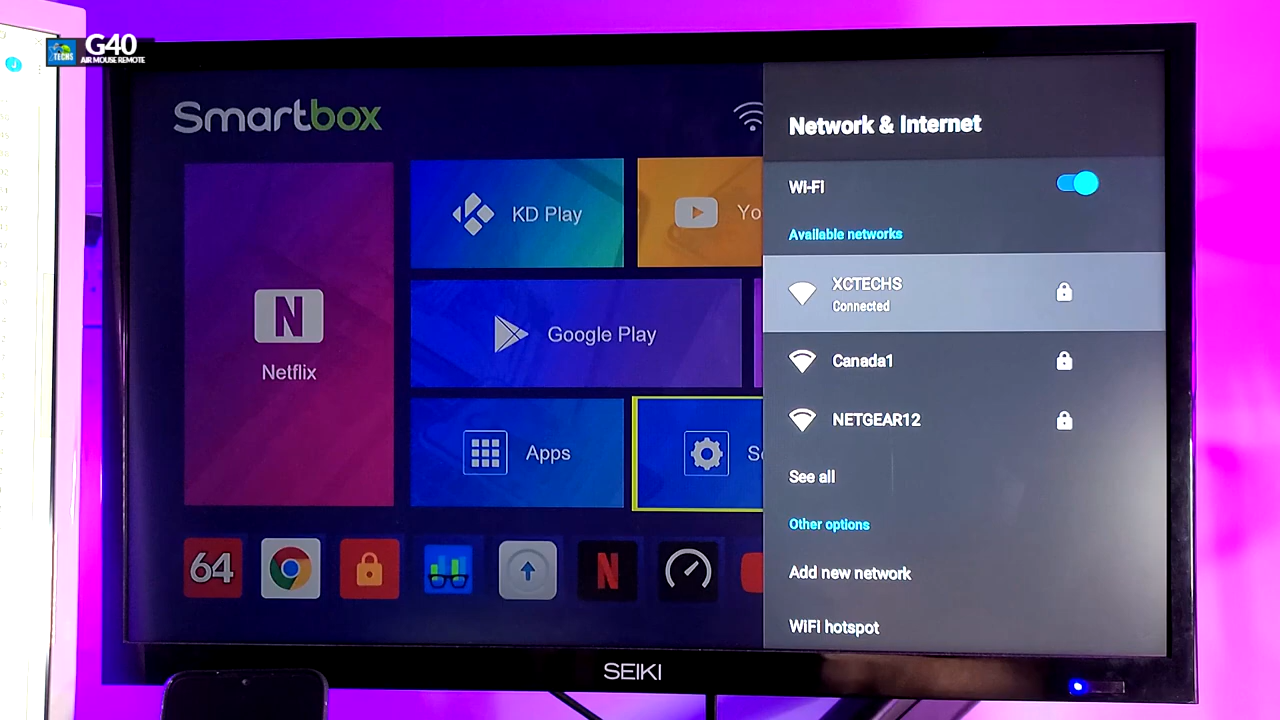 G40
TECHS
AIR MOUSE REMOTE
Smartbox
Network & Internet
Wi-Fi
Available networks
XCTECHS
Connected
Canada1
NETGEAR12
See all
Other options
Add new network
WiFi hotspot
KD Play
Yo
N
Netflix
Google Play
Apps
S
64
N
SEIKI